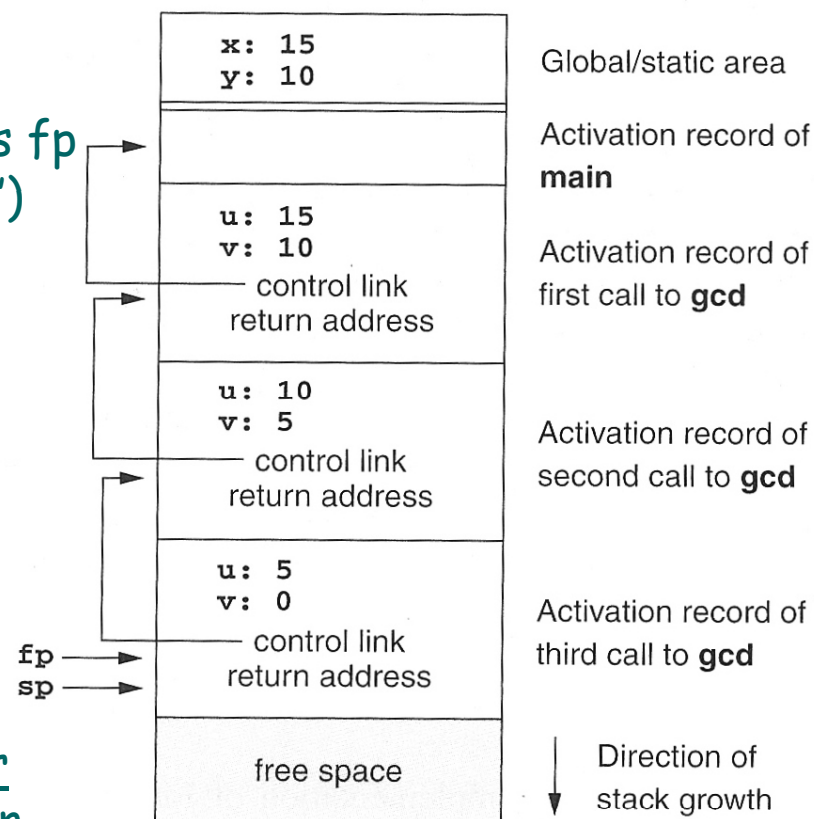 x: 15
y: 10
Global/static area
s fp
')
Activation record of
main
u: 15
v: 10
control link
return address
Activation record of
first call to gcd
u: 10
v: 5
control link
return address
Activation record of
second call to gcd
u: 5
v: 0
control link
return address
Activation record of
third call to gcd
fp
sp
free space
Direction of
stack growth